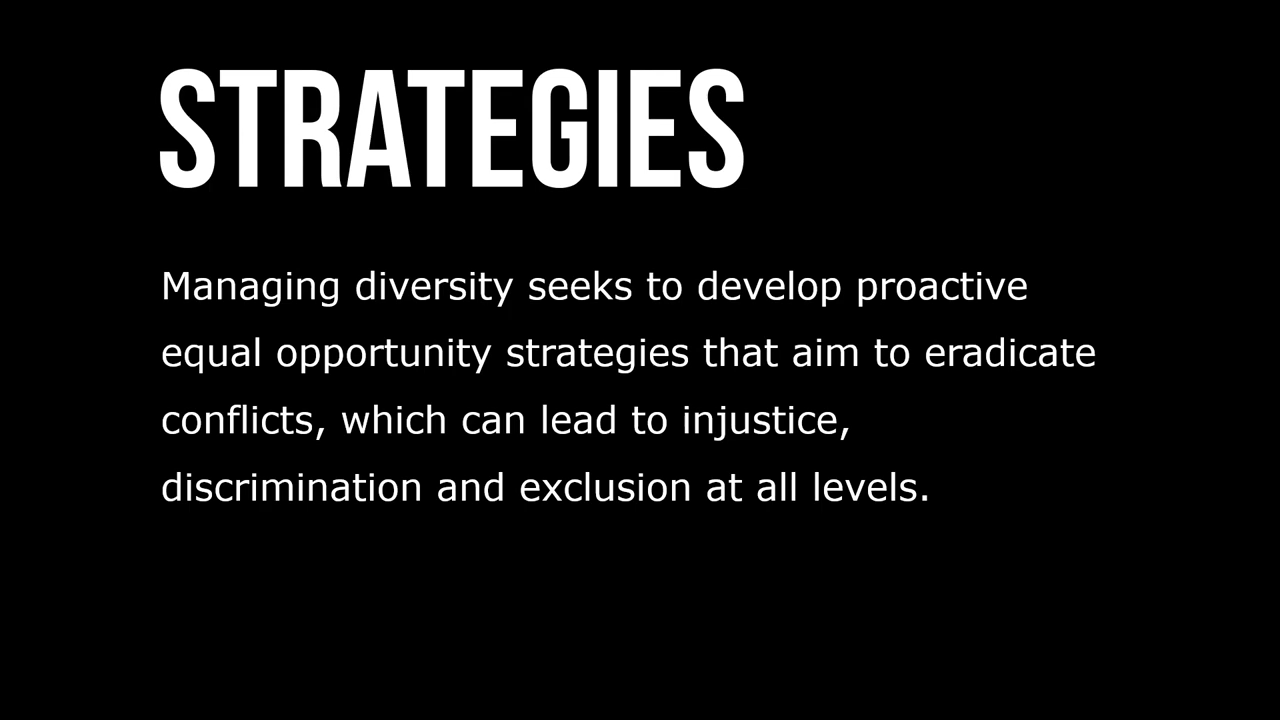 STRATEGIES
Managing diversity seeks to develop proactive
equal opportunity strategies that aim to eradicate
conflicts, which can lead to injustice,
discrimination and exclusion at all levels.